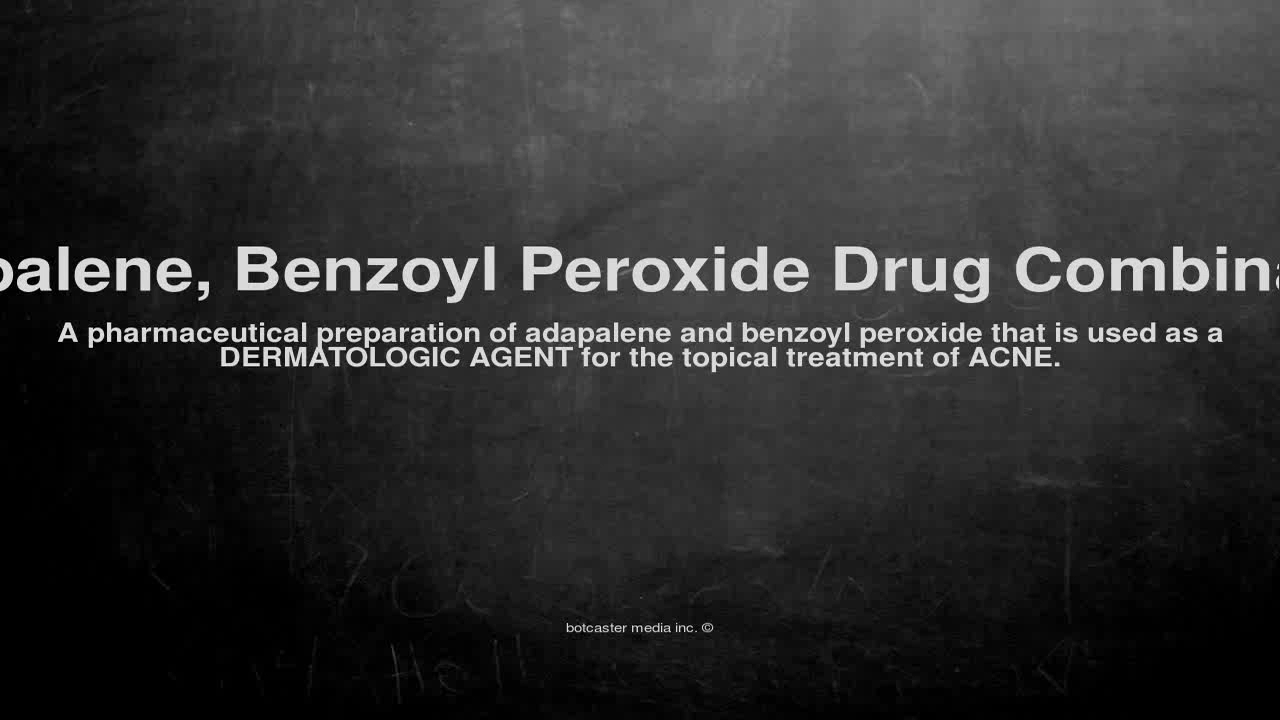 palene, Benzoyl Peroxide Drug Combina
A pharmaceutical preparation of adapalene and benzoyl peroxide that is used as a
DERMATOLOGIC AGENT for the topical treatment of ACNE.
botcaster media inc. ©